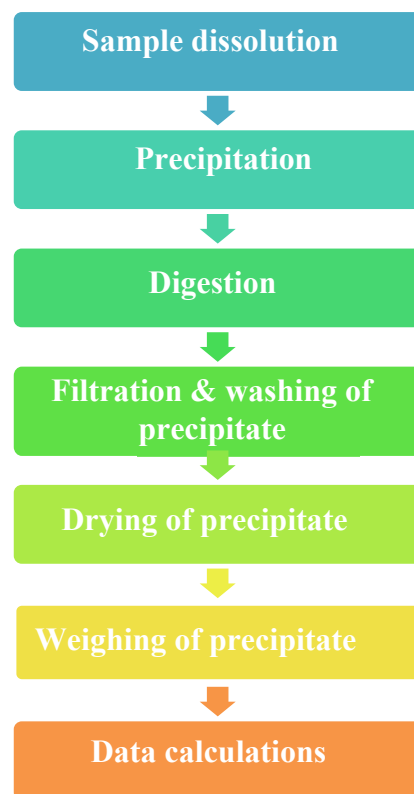 Sample dissolution
Precipitation
Digestion
Filtration & washing of
precipitate
Drying of precipitate
Weighing of precipitate
Data calculations